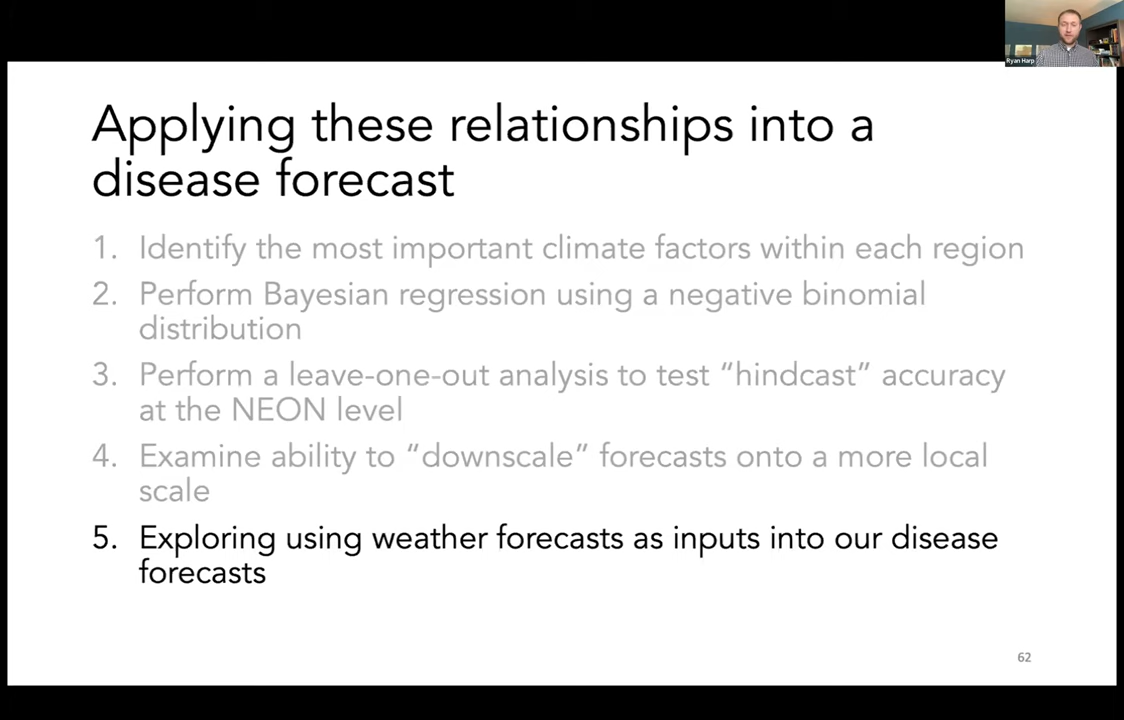 Ryan Harp
Applying these relationships into a
disease forecast
1. Identify the most important climate factors within each region
2. Perform Bayesian regression using a negative binomial
distribution
3. Perform a leave-one-out analysis to test “hindcast” accuracy
at the NEON level
4. Examine ability to “downscale” forecasts onto a more local
scale
5. Exploring using weather forecasts as inputs into our disease
forecasts
62